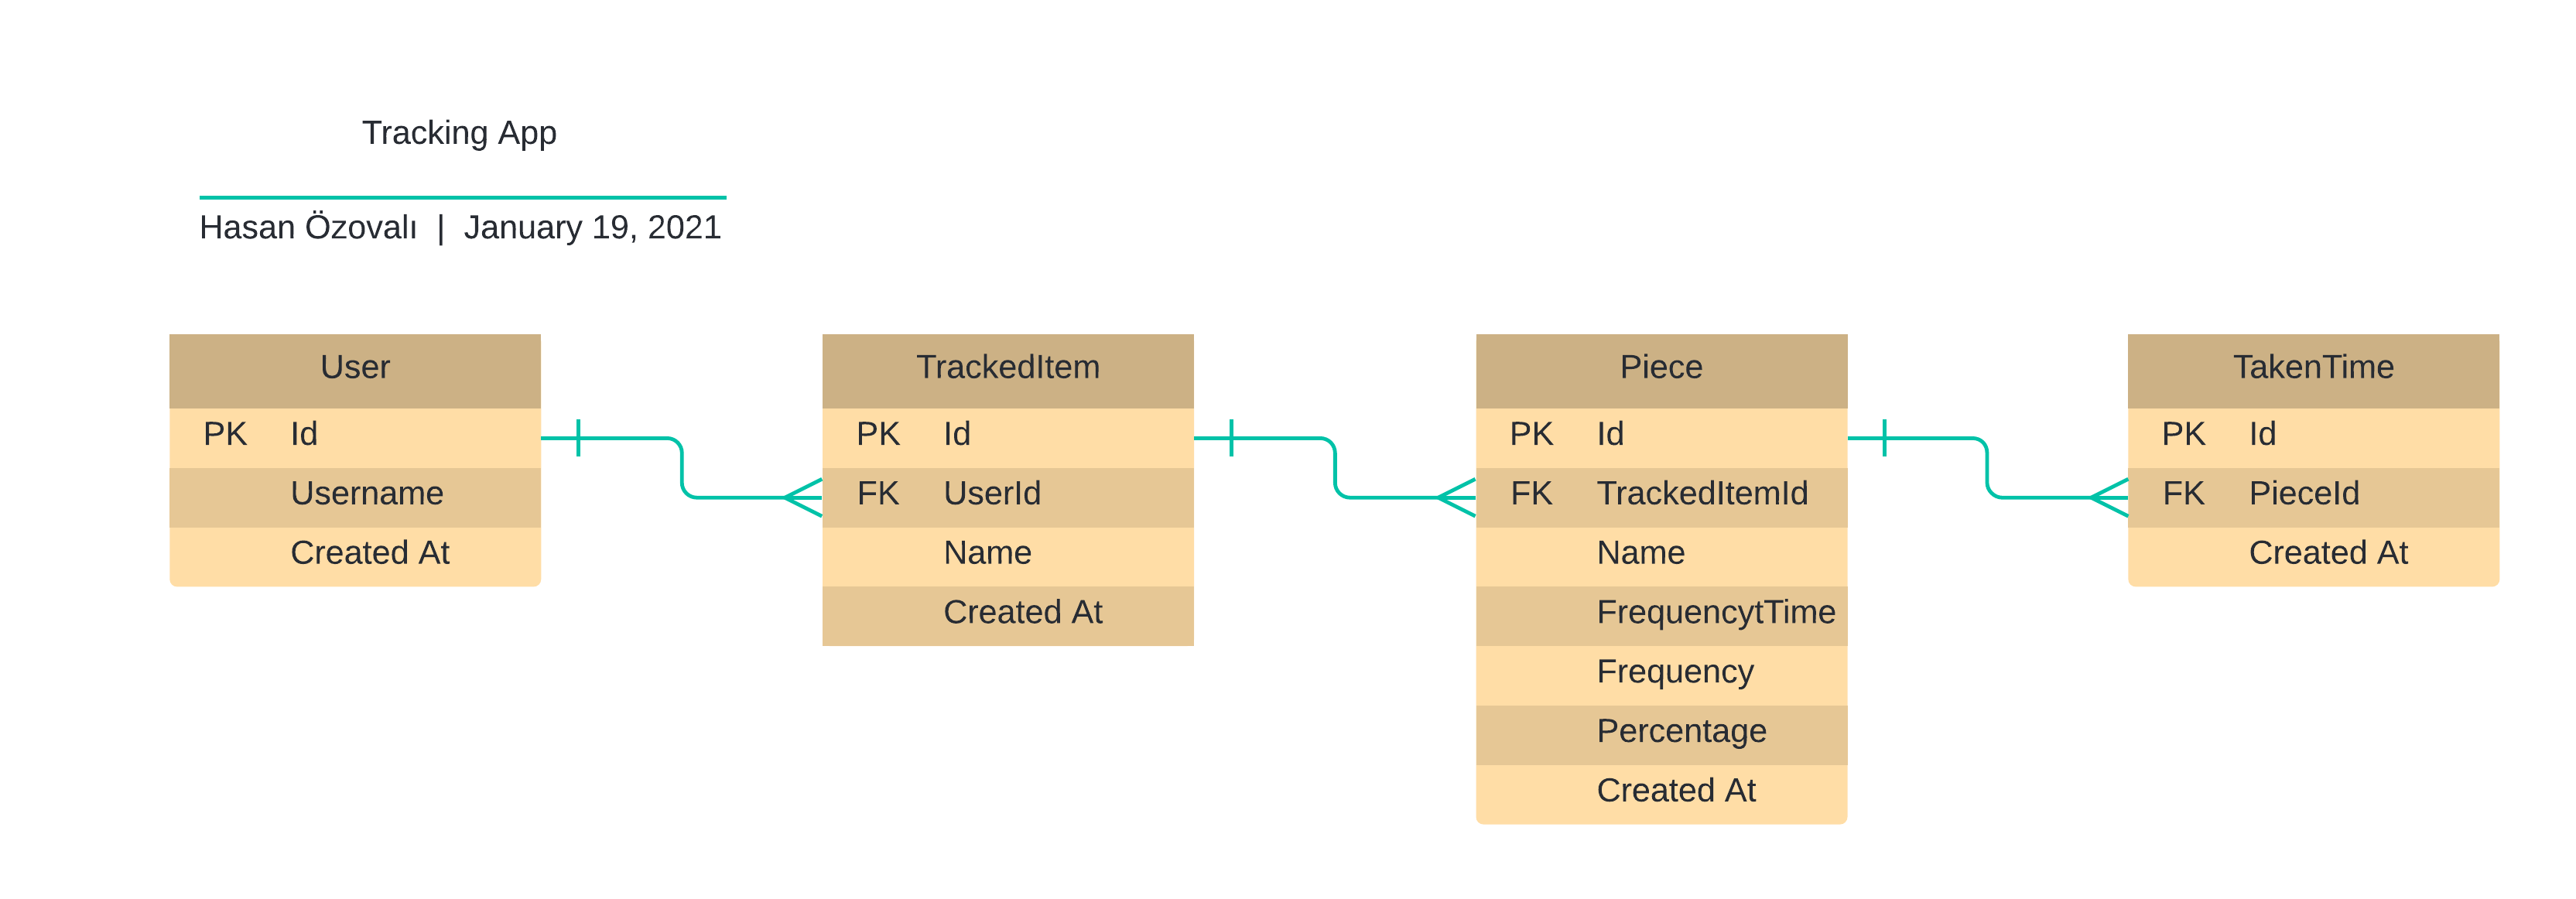 Tracking App
Hasan Özovalı | January 19, 2021
User
PK Id
Username
Created At
TrackedItem
PK Id
FK UserId
Name
Created At
Piece
PK Id
FK TrackedItemId
Name
FrequencytTime
Frequency
Percentage
Created At
TakenTime
PK Id
FK PieceId
Created At